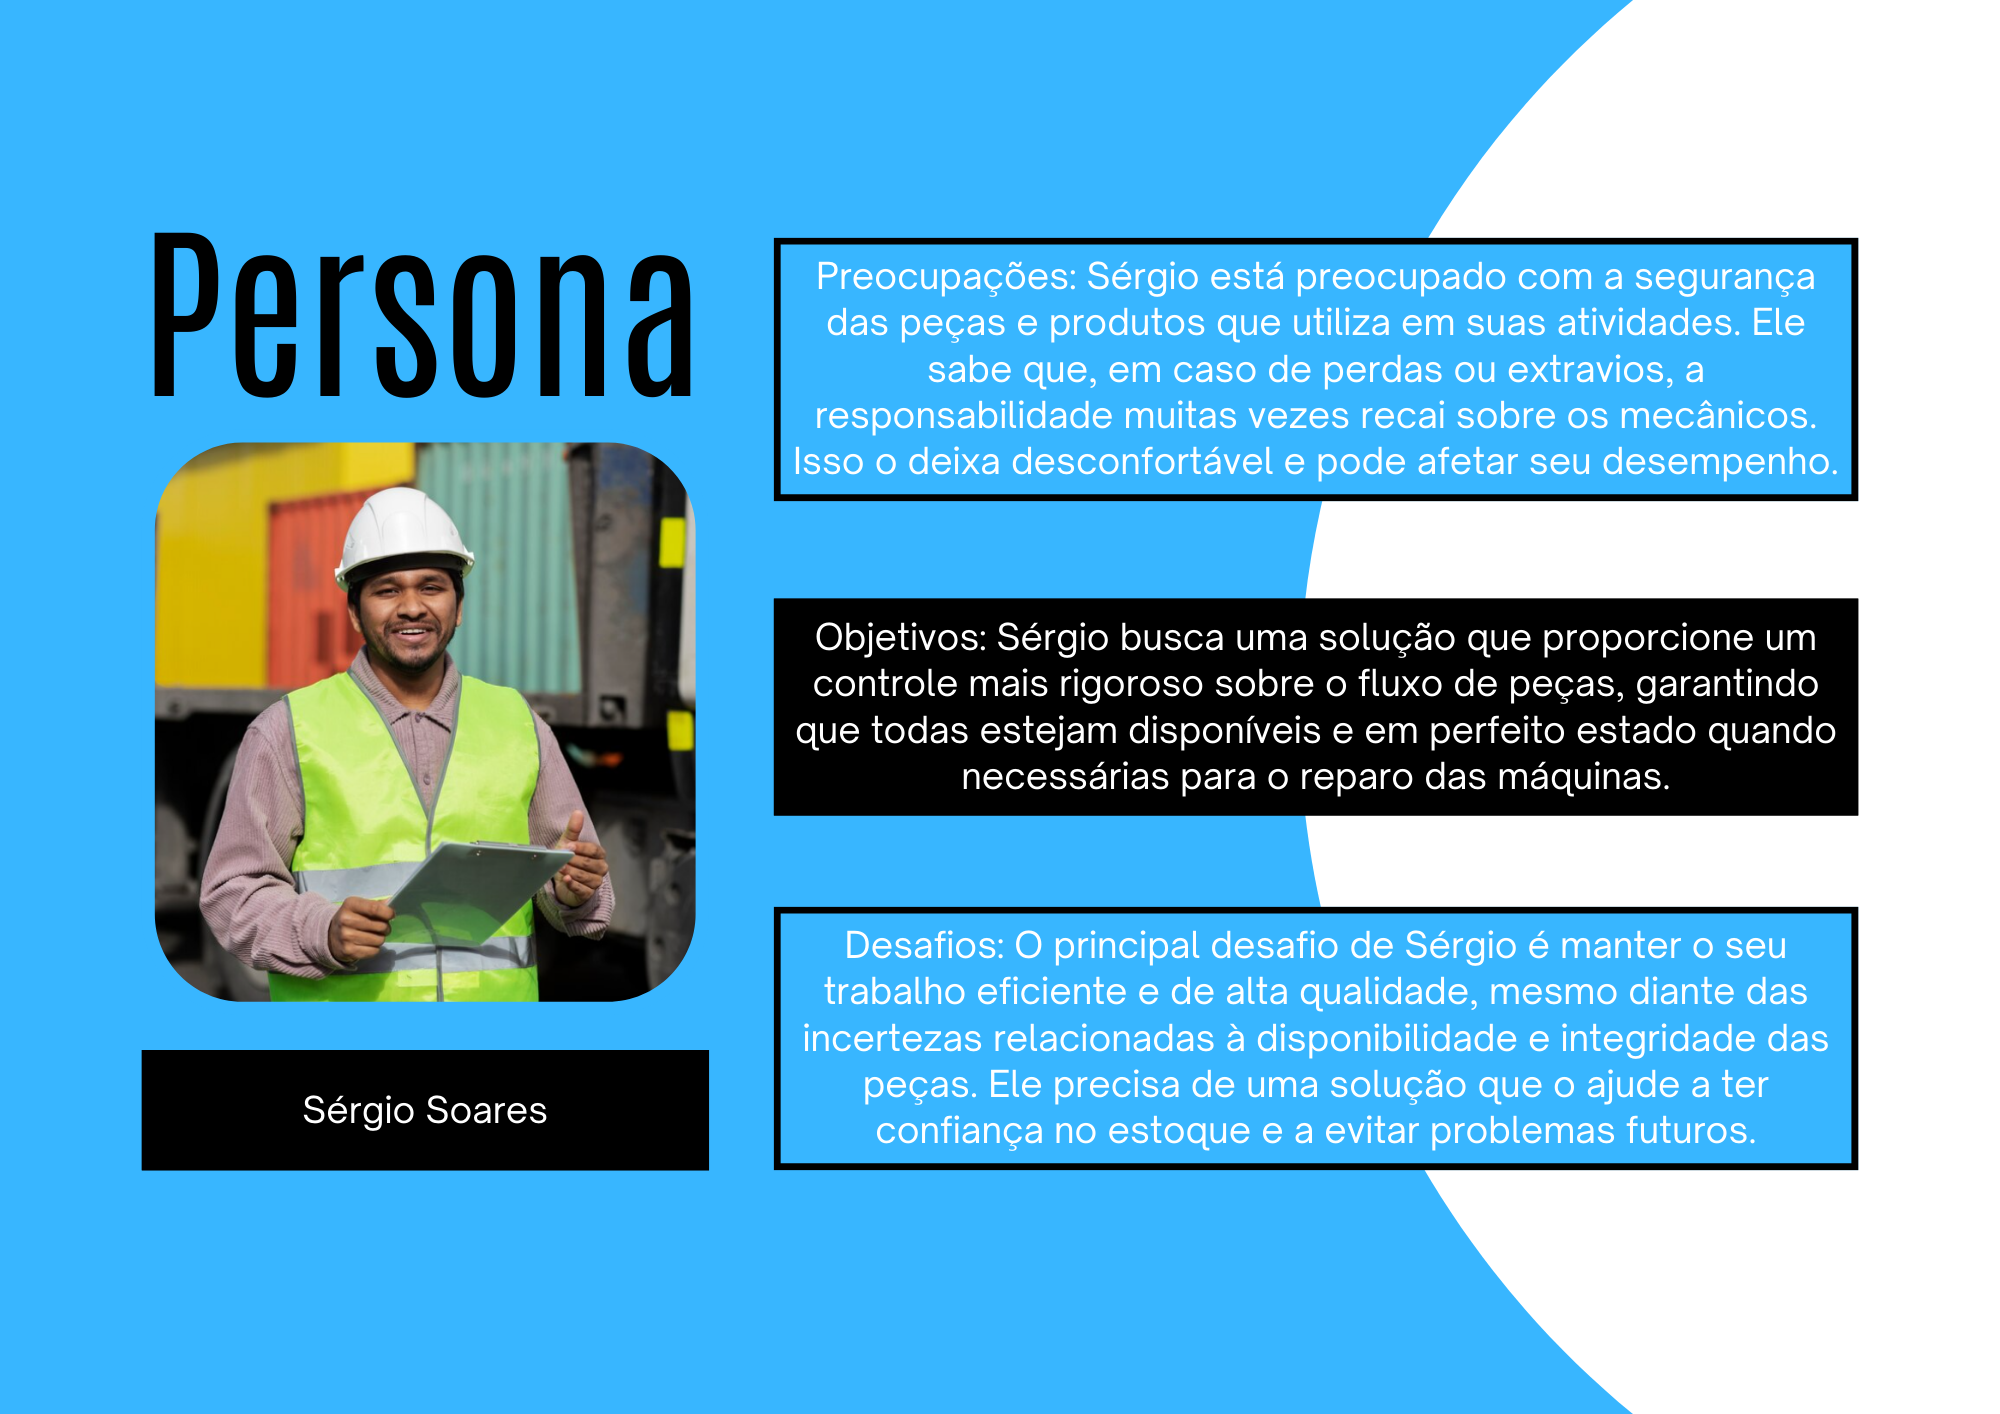 Persona
Sérgio Soares
Preocupações: Sérgio está preocupado com a segurança
das peças e produtos que utiliza em suas atividades. Ele
sabe que, em caso de perdas ou extravios, a
responsabilidade muitas vezes recai sobre os mecânicos.
Isso o deixa desconfortável e pode afetar seu desempenho.
Objetivos: Sérgio busca uma solução que proporcione um
controle mais rigoroso sobre o fluxo de peças, garantindo
que todas estejam disponíveis e em perfeito estado quando
necessárias para o reparo das máquinas.
Desafios: O principal desafio de Sérgio é manter o seu
trabalho eficiente e de alta qualidade, mesmo diante das
incertezas relacionadas à disponibilidade e integridade das
peças. Ele precisa de uma solução que o ajude a ter
confiança no estoque e a evitar problemas futuros.